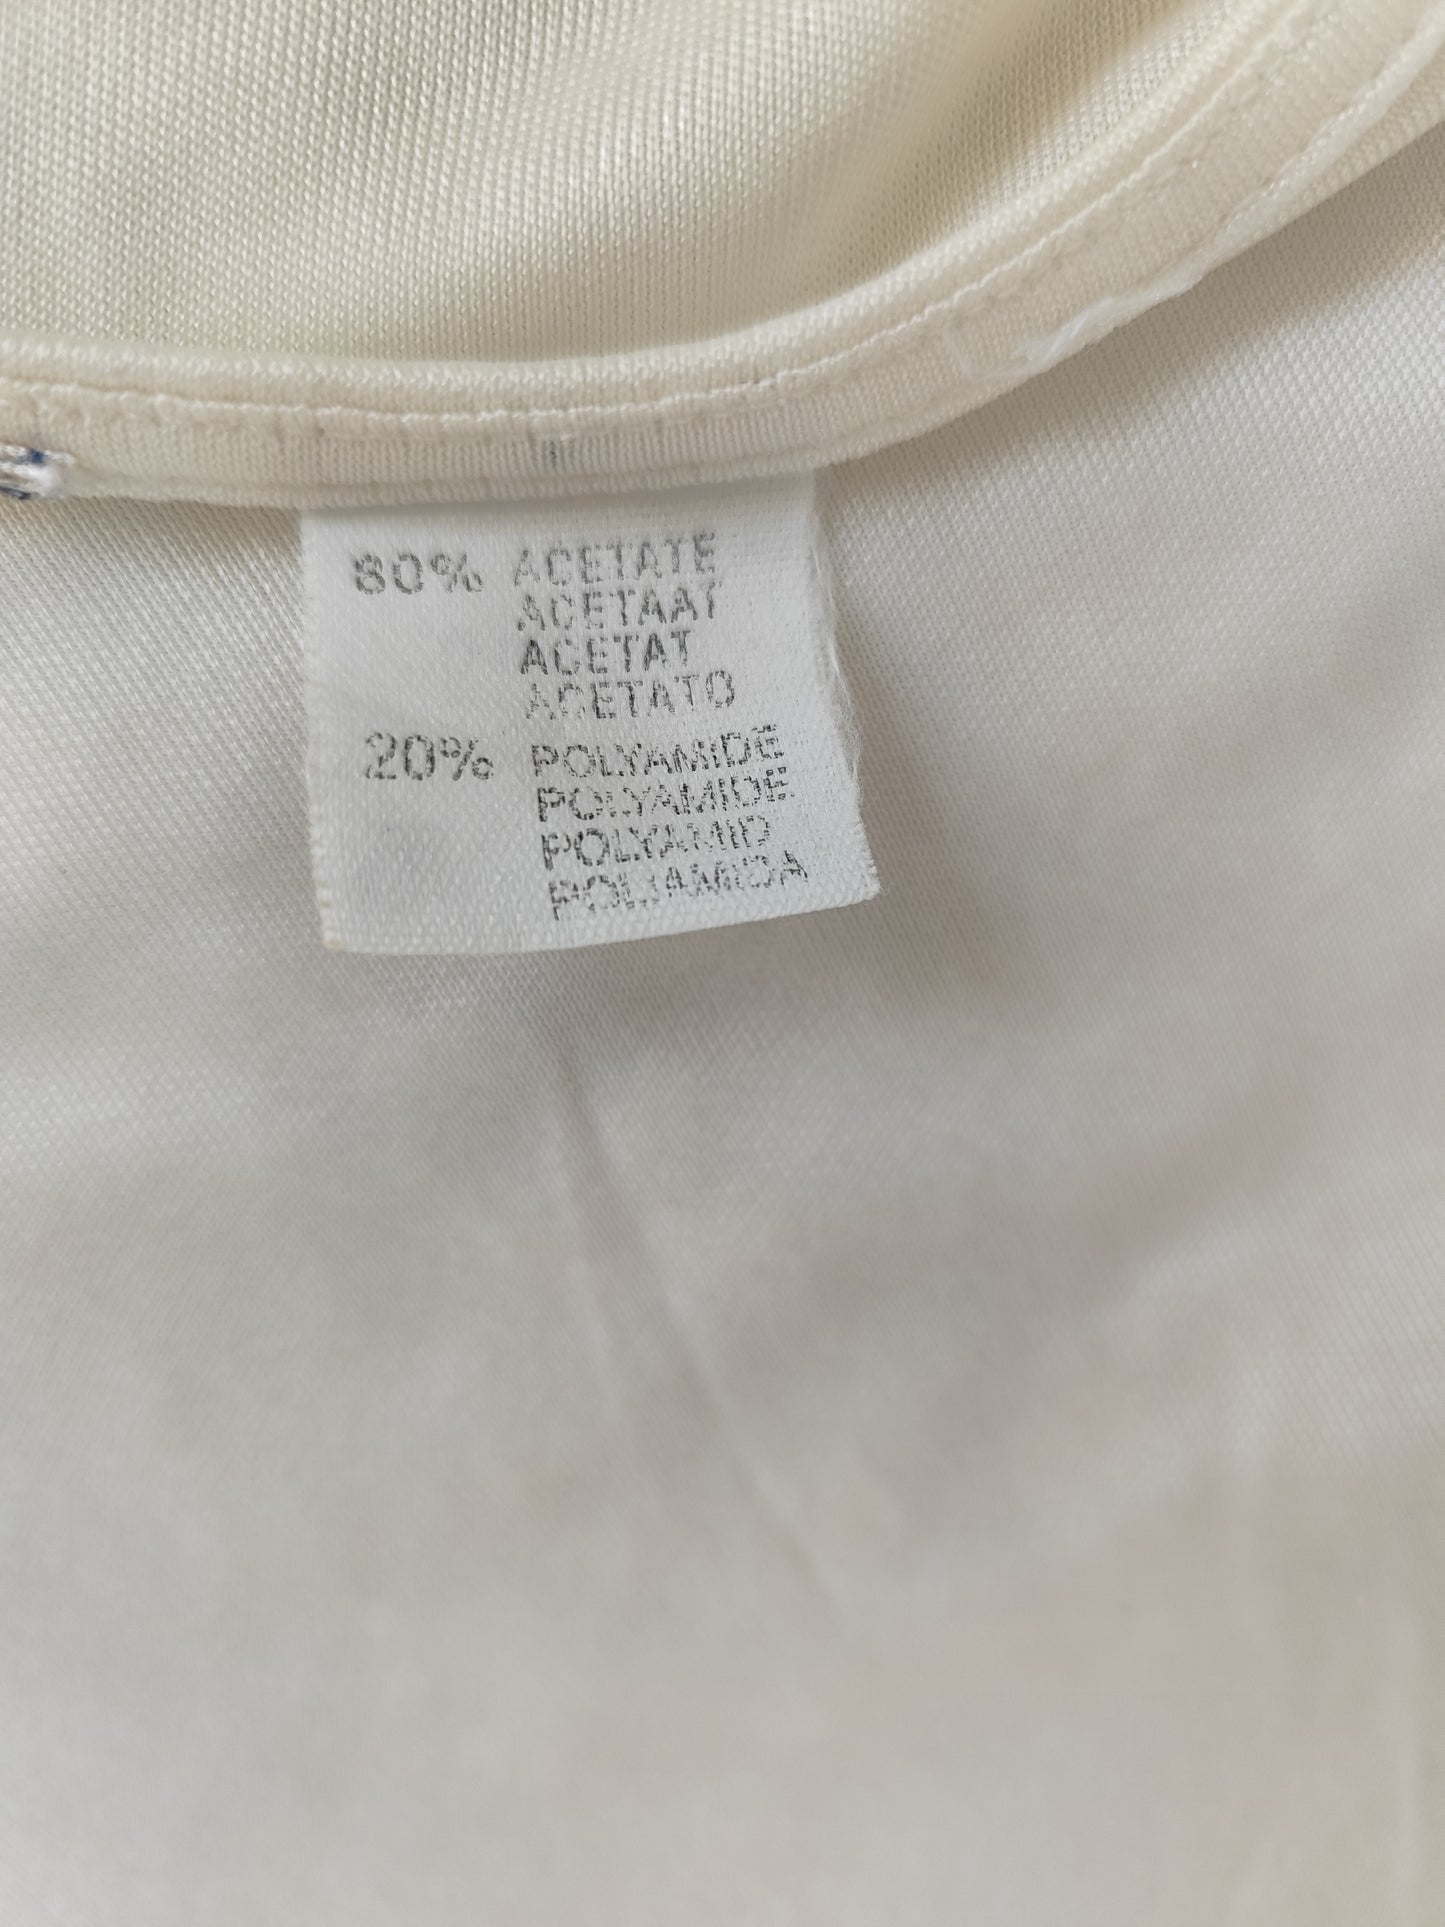 80% ACETATE
ACETAAT
ACETAT
ACETATO
20% POLYAMIDE
POLYAMIDE
POLYAMID
POLIAMIDA